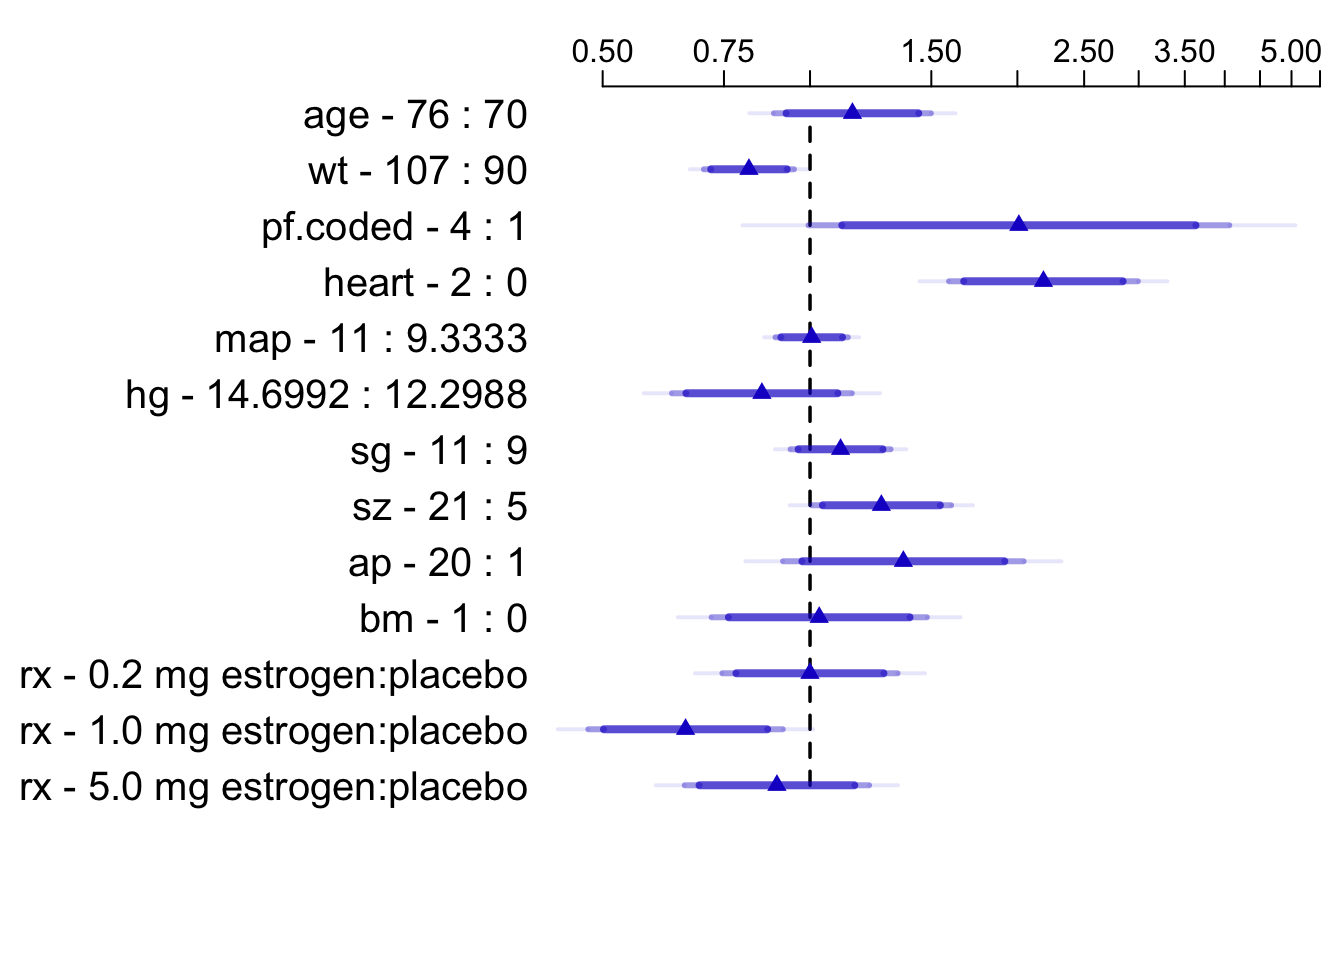 0.50 0.75 1.50 2.50 3.50 5.00
age - 76 : 70
wt - 107 : 90
pf.coded - 4 : 1
heart - 2 : 0
map - 11 : 9.3333
hg - 14.6992 : 12.2988
sg - 11 : 9
sz - 21 : 5
ap - 20 : 1
bm - 1 : 0
rx - 0.2 mg estrogen:placebo
rx - 1.0 mg estrogen:placebo
rx - 5.0 mg estrogen:placebo